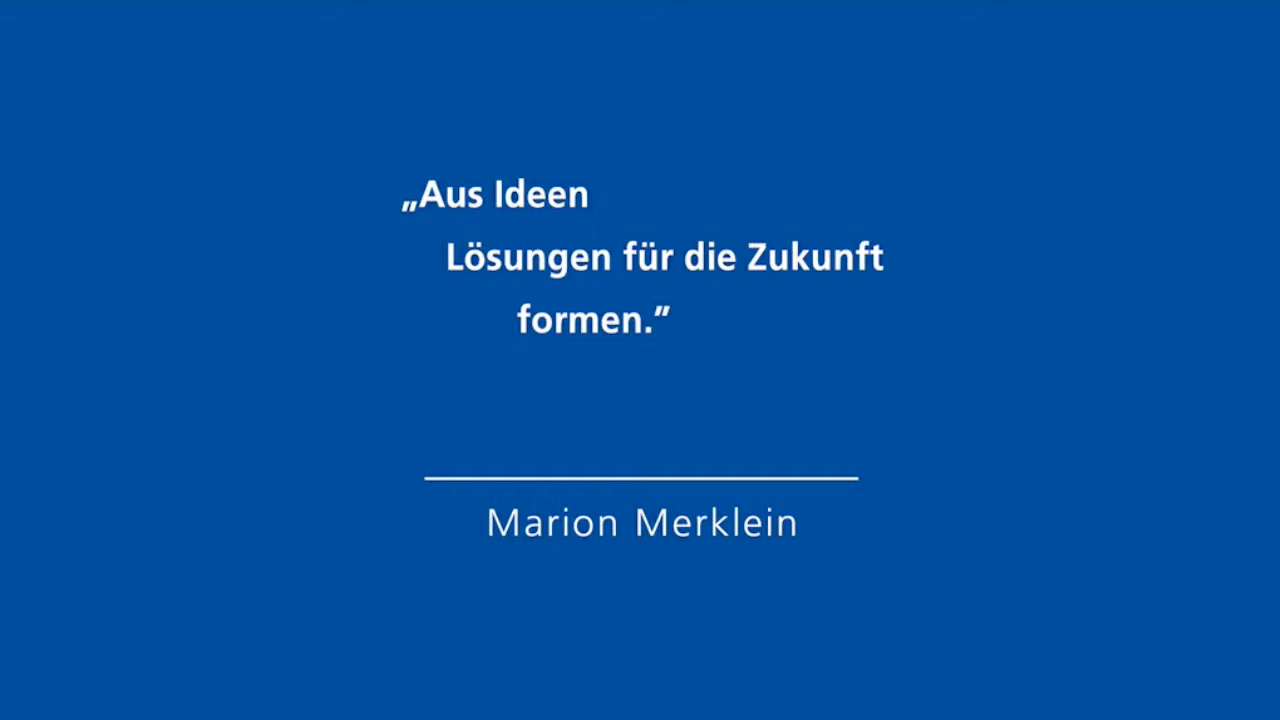 „Aus Ideen
Lösungen für die Zukunft
formen.”
Marion Merklein